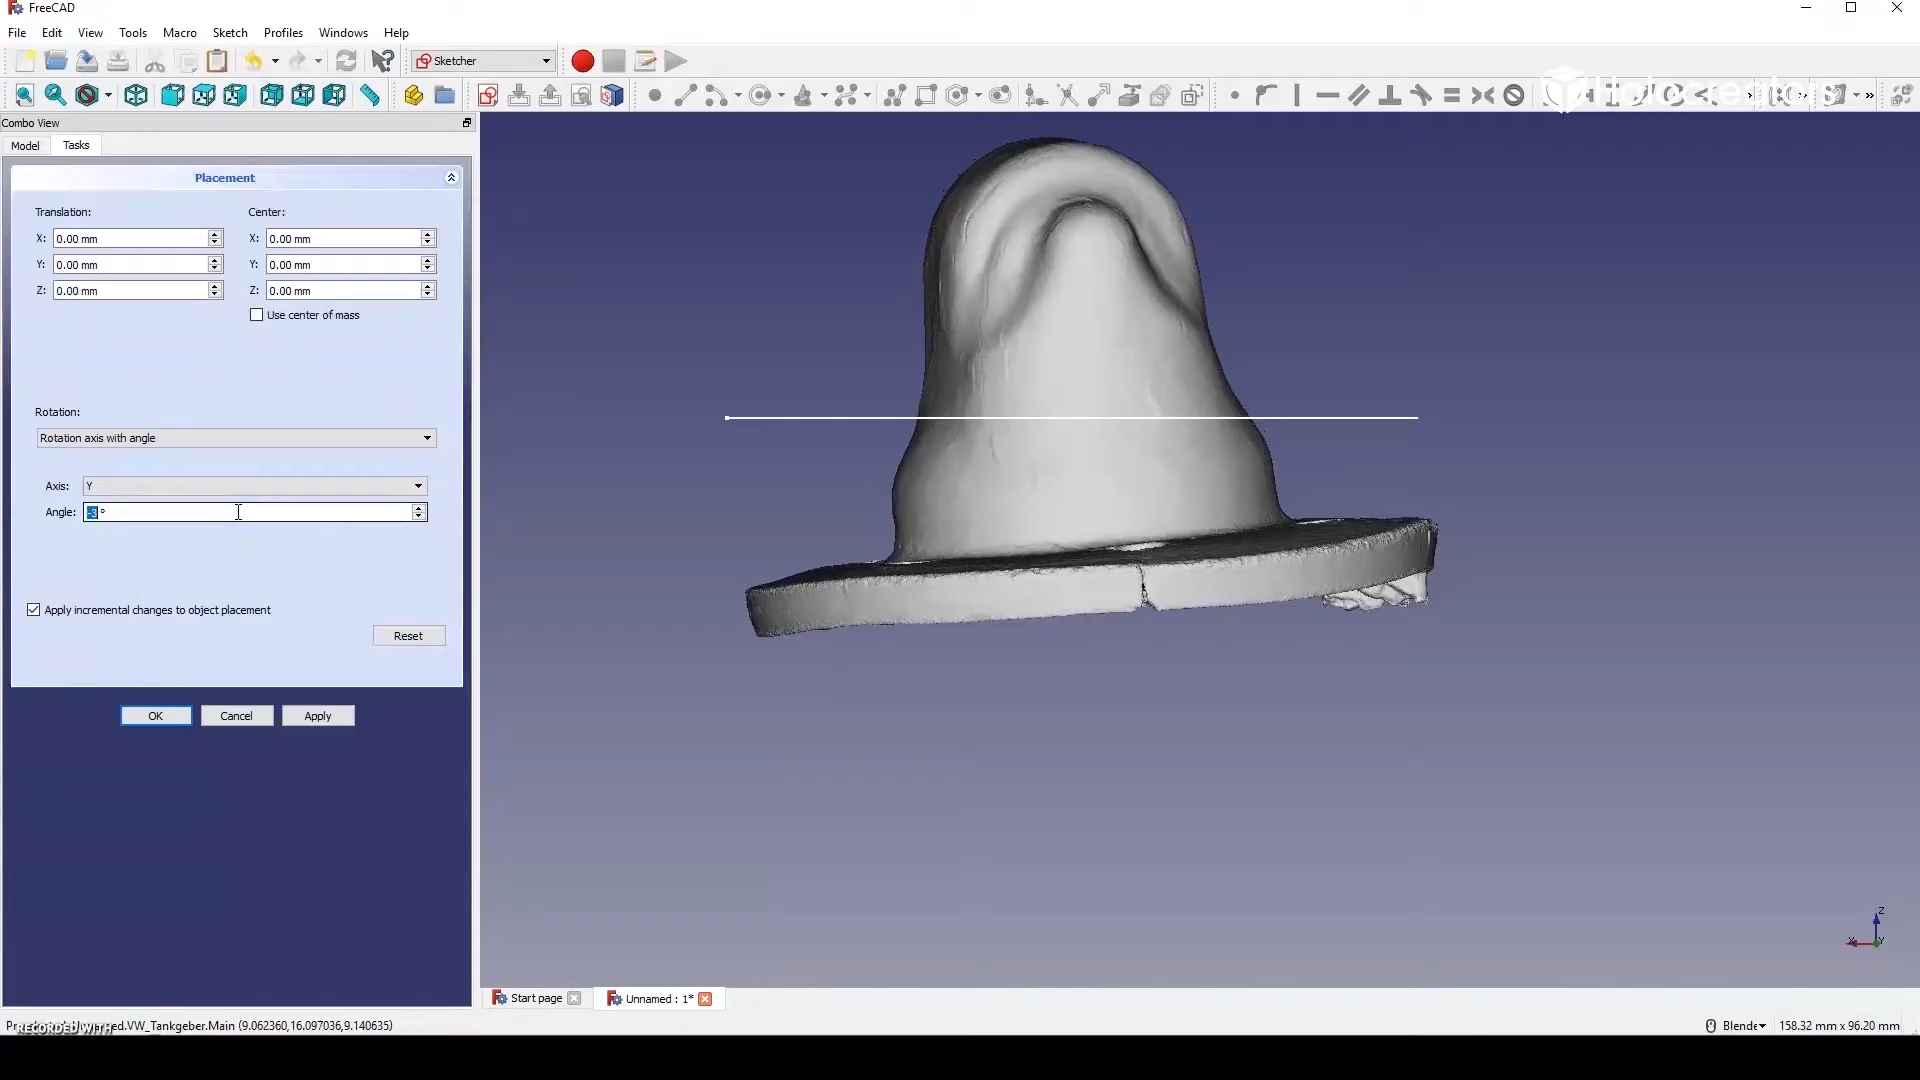 FreeCAD
File Edit View Tools Macro Sketch Profiles Windows Help
Sketcher
Holocreators
Combo View
Model Tasks
Placement
Translation: Center:
X: 0.00 mm X: 0.00 mm
Y: 0.00 mm Y: 0.00 mm
Z: 0.00 mm Z: 0.00 mm
Use center of mass
Rotation:
Rotation axis with angle
Axis: Y
Angle: -3 °
Apply incremental changes to object placement
Reset
OK Cancel Apply
Z
X Y
Start page Unnamed : 1*
RECORDED WITH
VW_Tankgeber.Main (9.062360,16.097036,9.140635)
Blende 158.32 mm x 96.20 mm